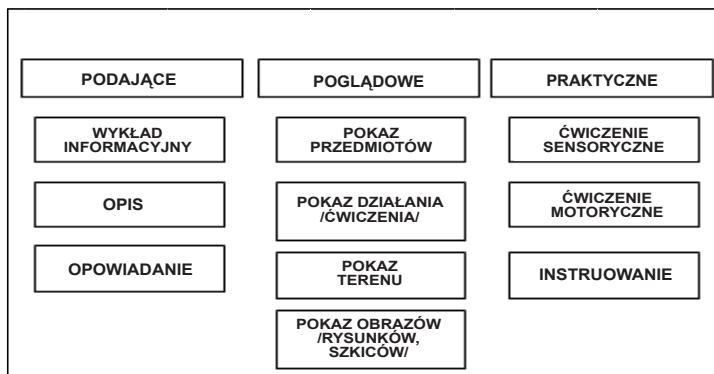 PODAJĄCE
POGLĄDOWE
PRAKTYCZNE
WYKŁAD
INFORMACYJNY
POKAZ
PRZEDMIOTÓW
ĆWICZENIE
SENSORYCZNE
OPIS
POKAZ DZIAŁANIA
/ĆWICZENIA/
ĆWICZENIE
MOTORYCZNE
OPOWIADANIE
POKAZ
TERENU
INSTRUOWANIE
POKAZ OBRAZÓW
/RYSUNKÓW,
SZKICÓW/